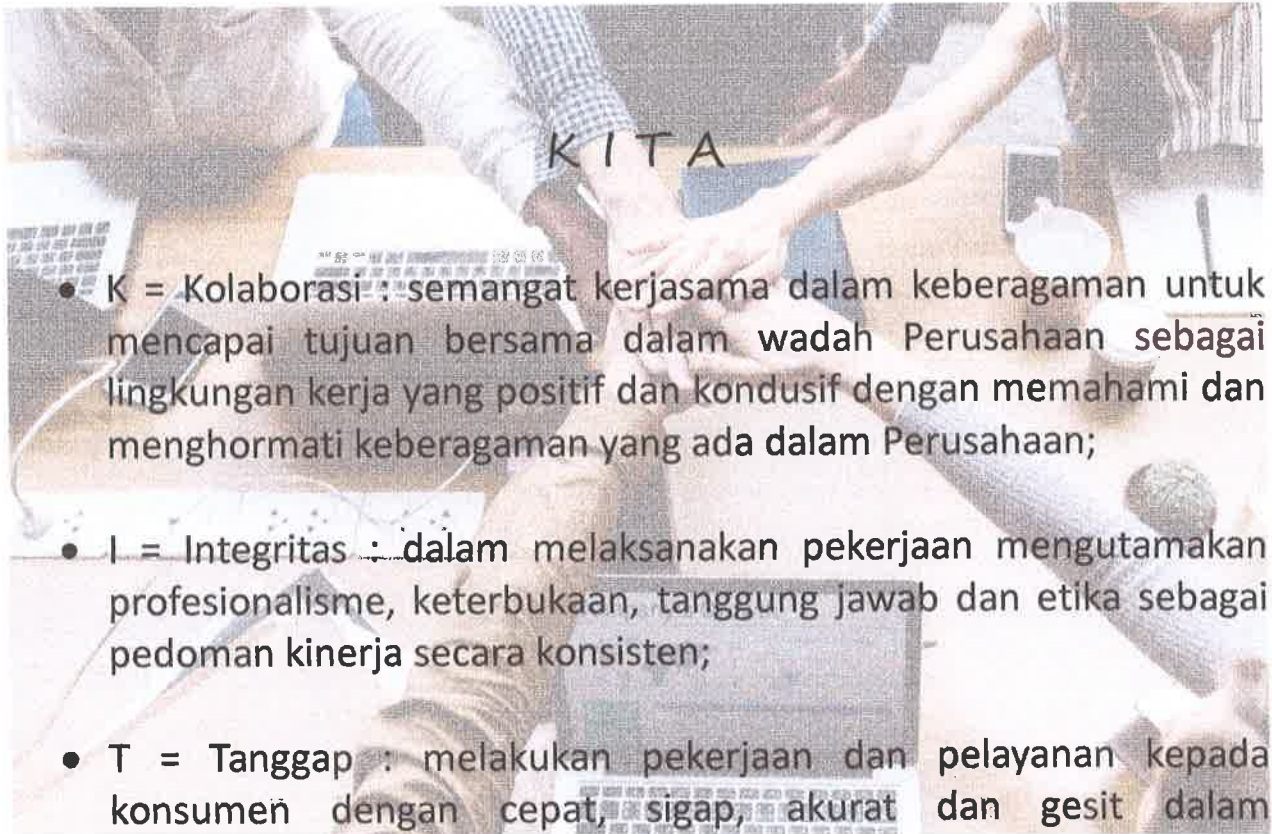 K I T A
• K = Kolaborasi : semangat kerjasama dalam keberagaman untuk
mencapai tujuan bersama dalam wadah Perusahaan sebagai
lingkungan kerja yang positif dan kondusif dengan memahami dan
menghormati keberagaman yang ada dalam Perusahaan;
• I = Integritas : dalam melaksanakan pekerjaan mengutamakan
profesionalisme, keterbukaan, tanggung jawab dan etika sebagai
pedoman kinerja secara konsisten;
• T = Tanggap : melakukan pekerjaan dan pelayanan kepada
konsumen dengan cepat, sigap, akurat dan gesit dalam